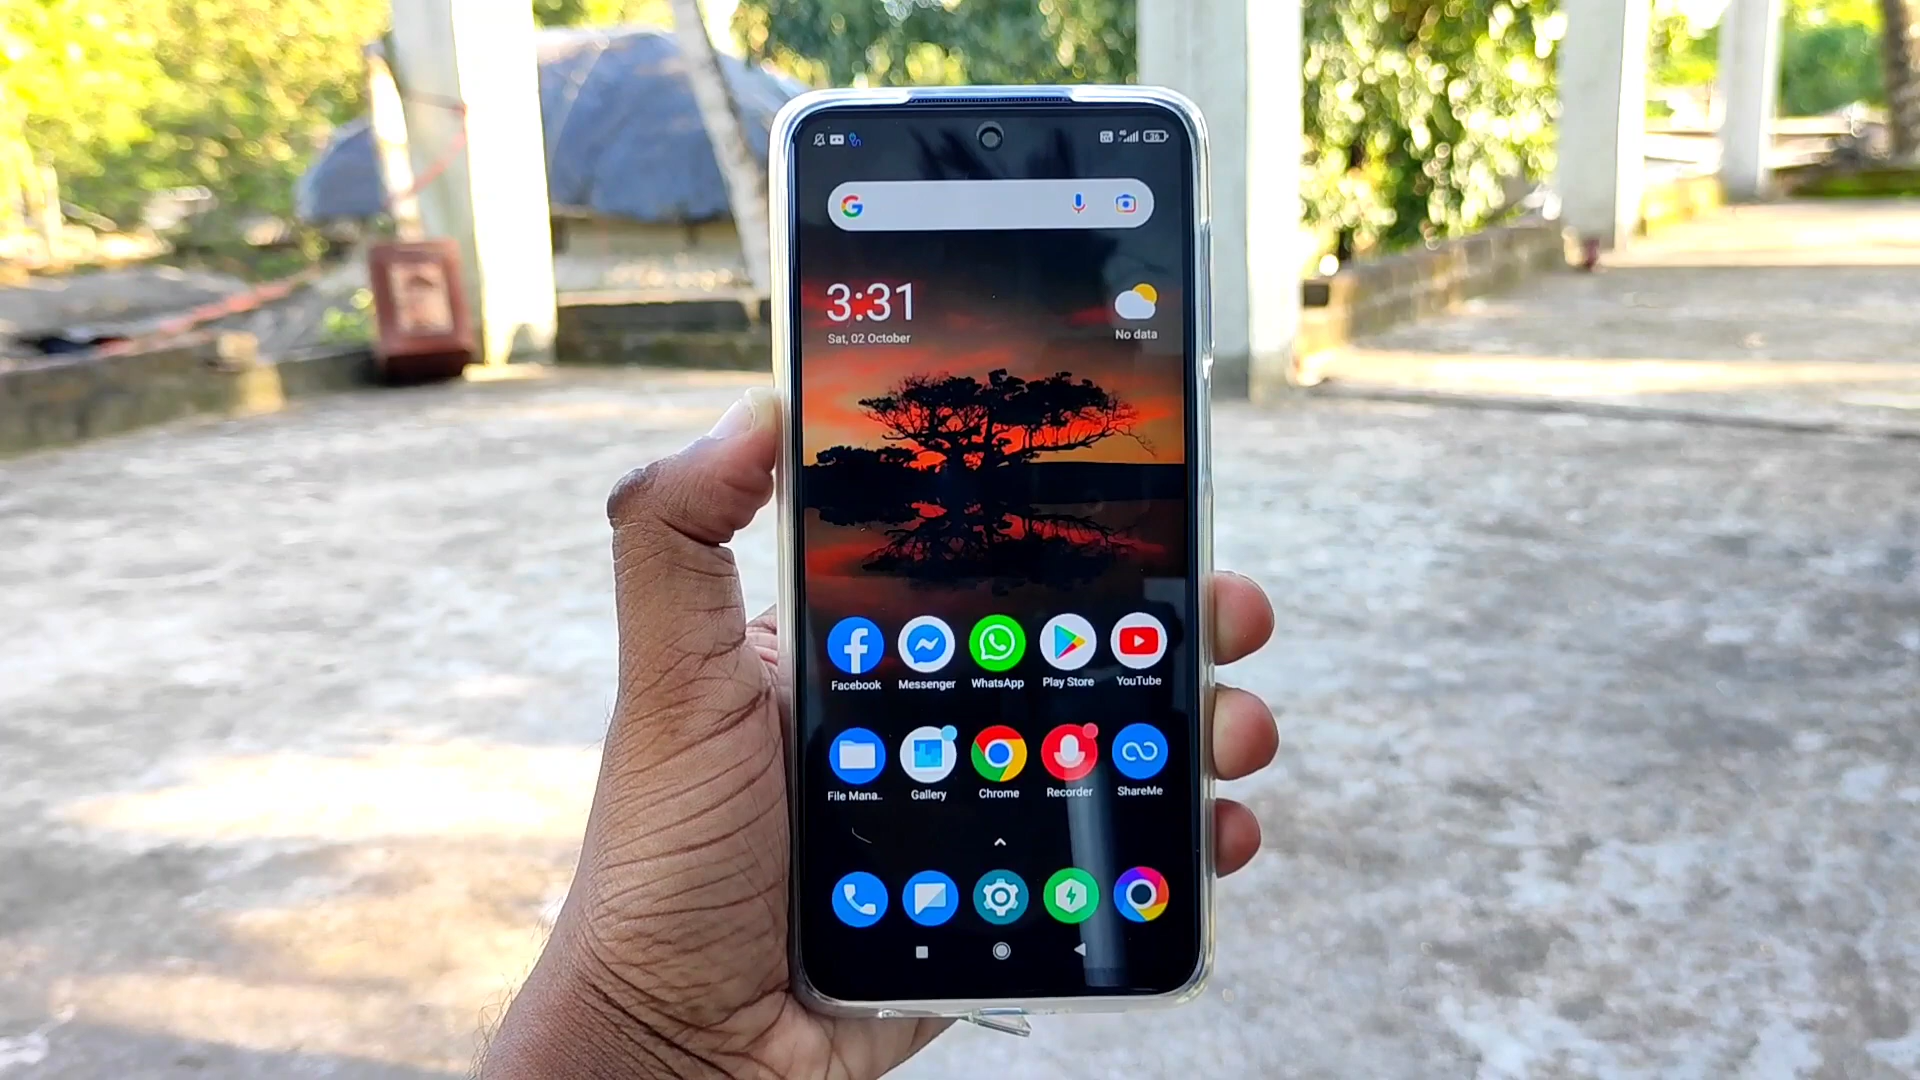 36
3:31
Sat, 02 October
No data
Facebook
Messenger
WhatsApp
Play Store
YouTube
File Mana..
Gallery
Chrome
Recorder
ShareMe